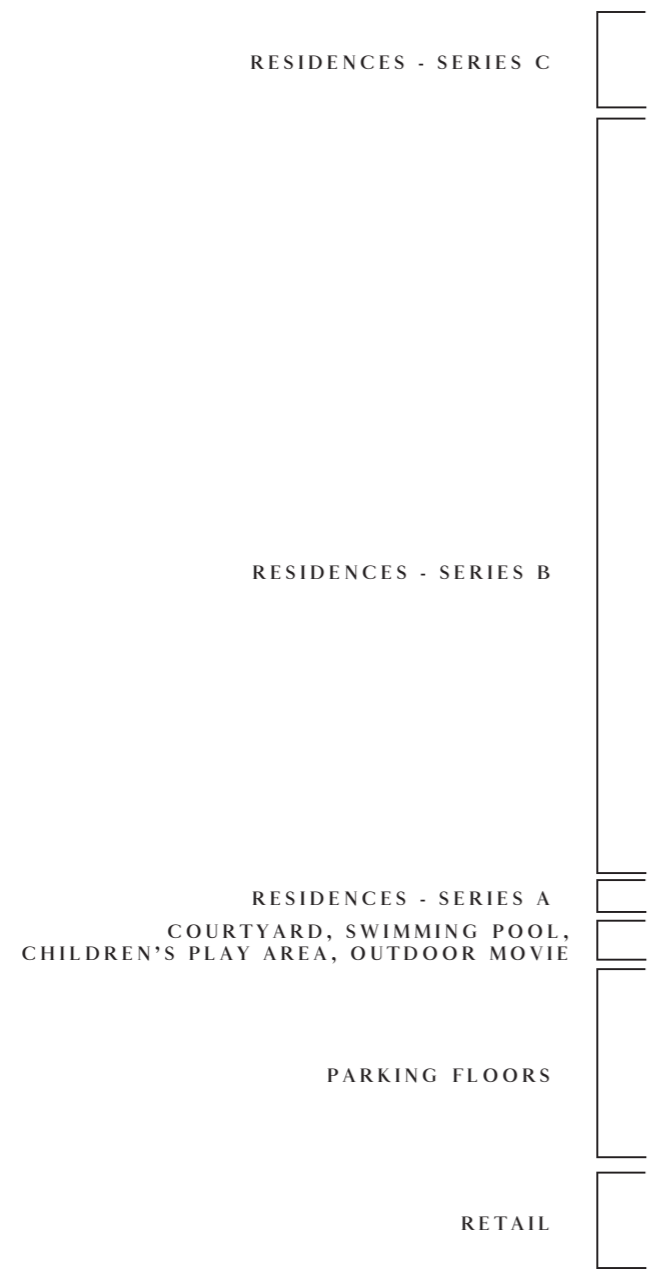 RESIDENCES - SERIES C
RESIDENCES - SERIES B
RESIDENCES - SERIES A
COURTYARD, SWIMMING POOL,
CHILDREN’S PLAY AREA, OUTDOOR MOVIE
PARKING FLOORS
RETAIL